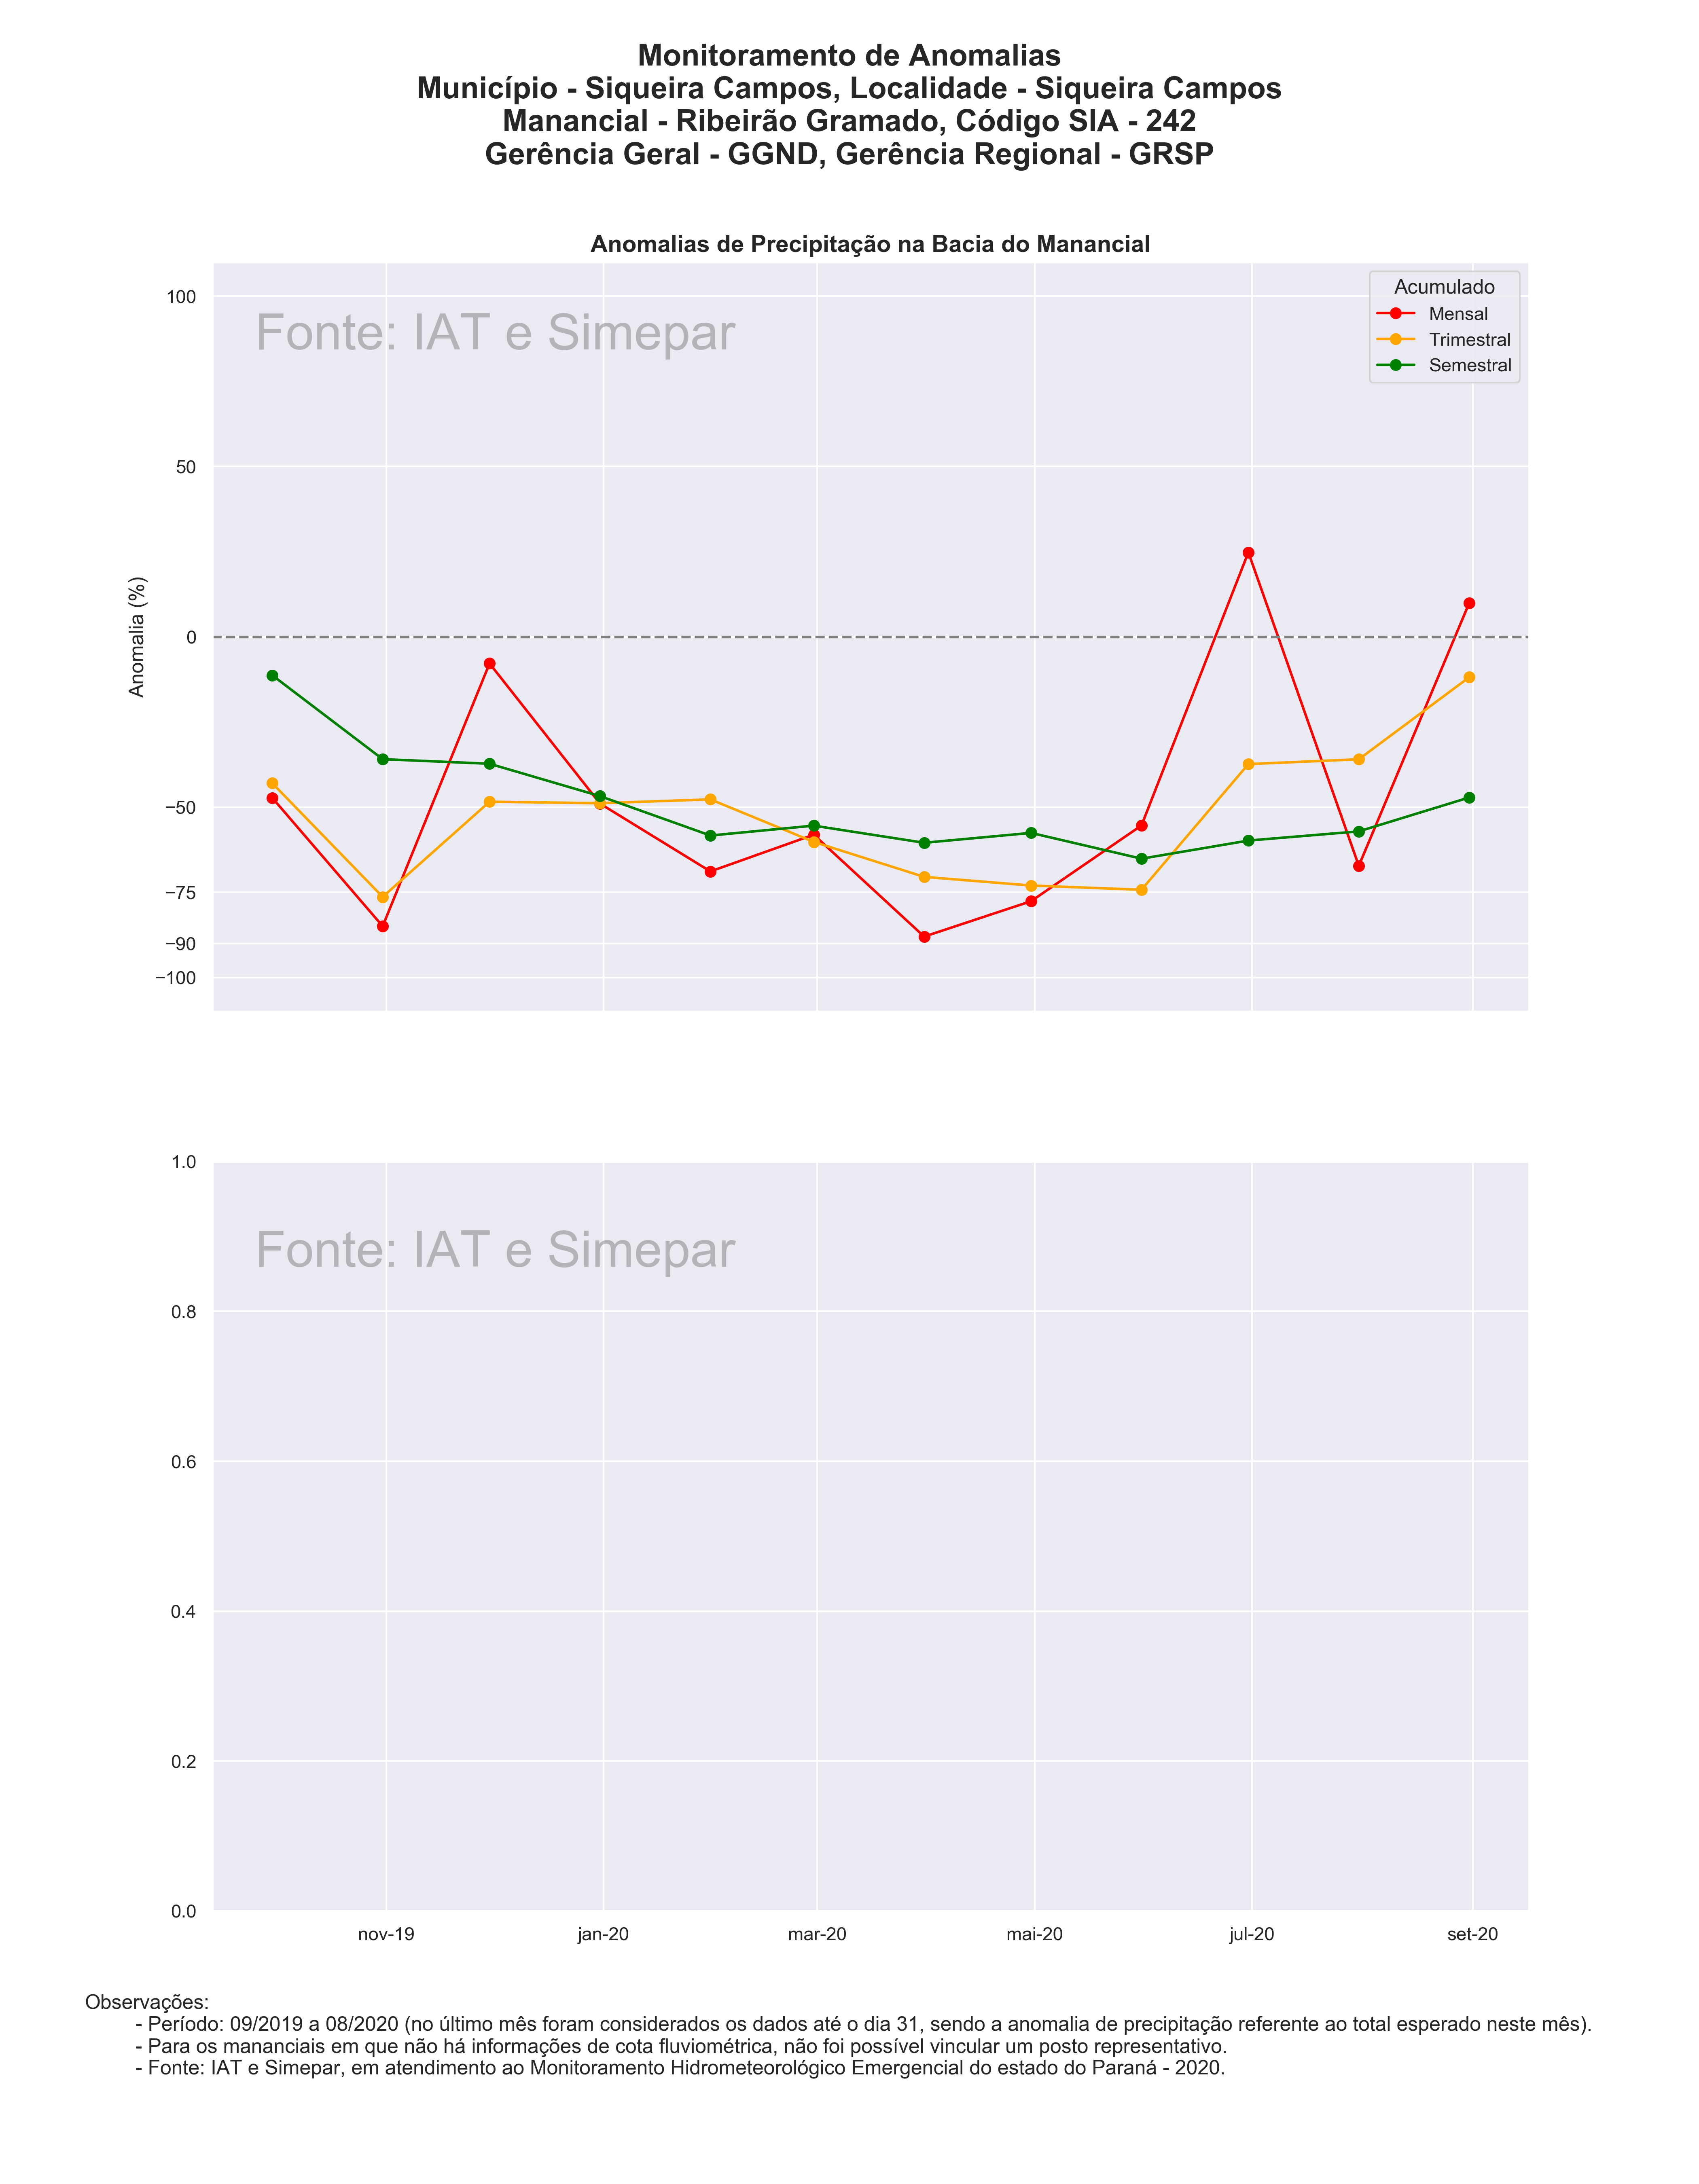 Monitoramento de Anomalias
Município - Siqueira Campos, Localidade - Siqueira Campos
Manancial - Ribeirão Gramado, Código SIA - 242
Gerência Geral - GGND, Gerência Regional - GRSP
Anomalias de Precipitação na Bacia do Manancial
Fonte: IAT e Simepar
Acumulado
Mensal
Trimestral
Semestral
Anomalia (%)
100
50
0
−50
−75
−90
−100
Fonte: IAT e Simepar
1.0
0.8
0.6
0.4
0.2
0.0
nov-19 jan-20 mar-20 mai-20 jul-20 set-20
Observações:
- Período: 09/2019 a 08/2020 (no último mês foram considerados os dados até o dia 31, sendo a anomalia de precipitação referente ao total esperado neste mês).
- Para os mananciais em que não há informações de cota fluviométrica, não foi possível vincular um posto representativo.
- Fonte: IAT e Simepar, em atendimento ao Monitoramento Hidrometeorológico Emergencial do estado do Paraná - 2020.